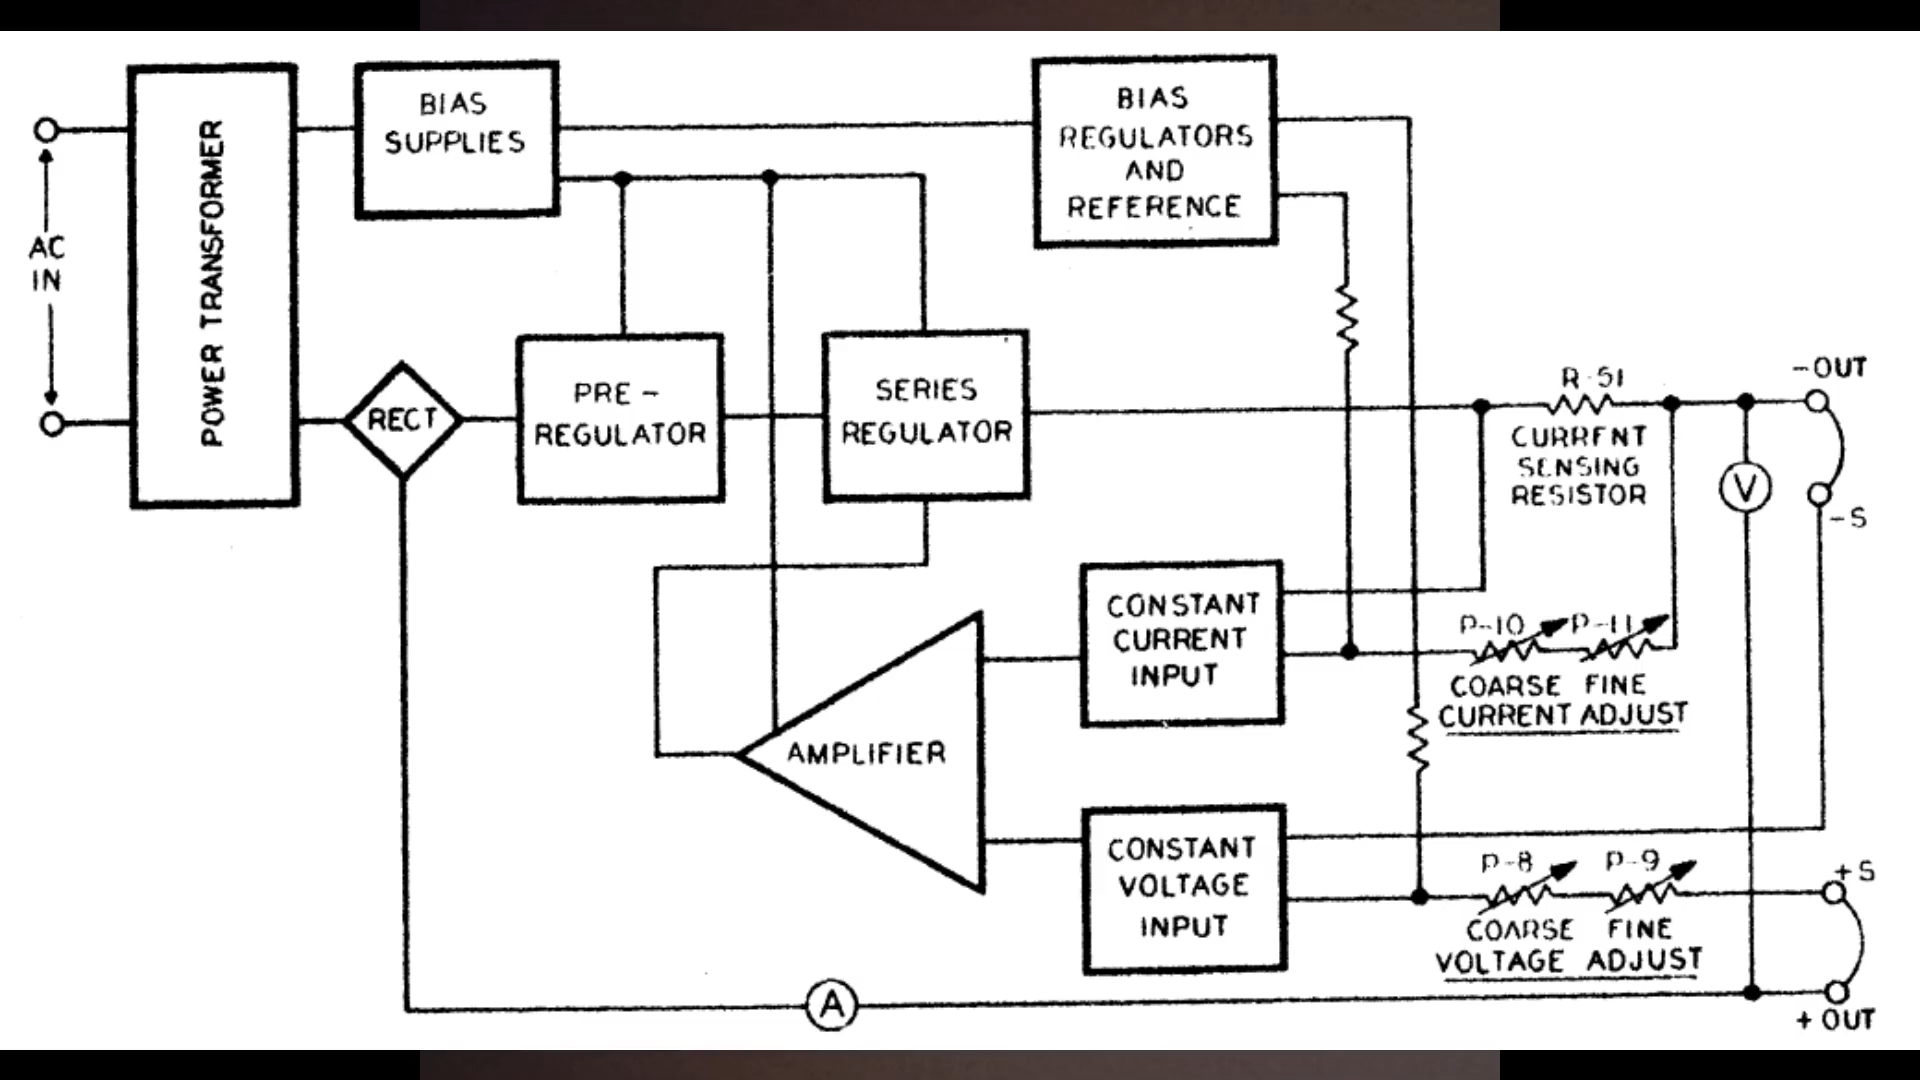 AC
IN
POWER TRANSFORMER
BIAS
SUPPLIES
BIAS
REGULATORS
AND
REFERENCE
RECT
PRE -
REGULATOR
SERIES
REGULATOR
R-51
CURRENT
SENSING
RESISTOR
-OUT
V
-S
CONSTANT
CURRENT
INPUT
P-10
P-11
COARSE FINE
CURRENT ADJUST
AMPLIFIER
CONSTANT
VOLTAGE
INPUT
P-8
P-9
+S
COARSE FINE
VOLTAGE ADJUST
A
+OUT